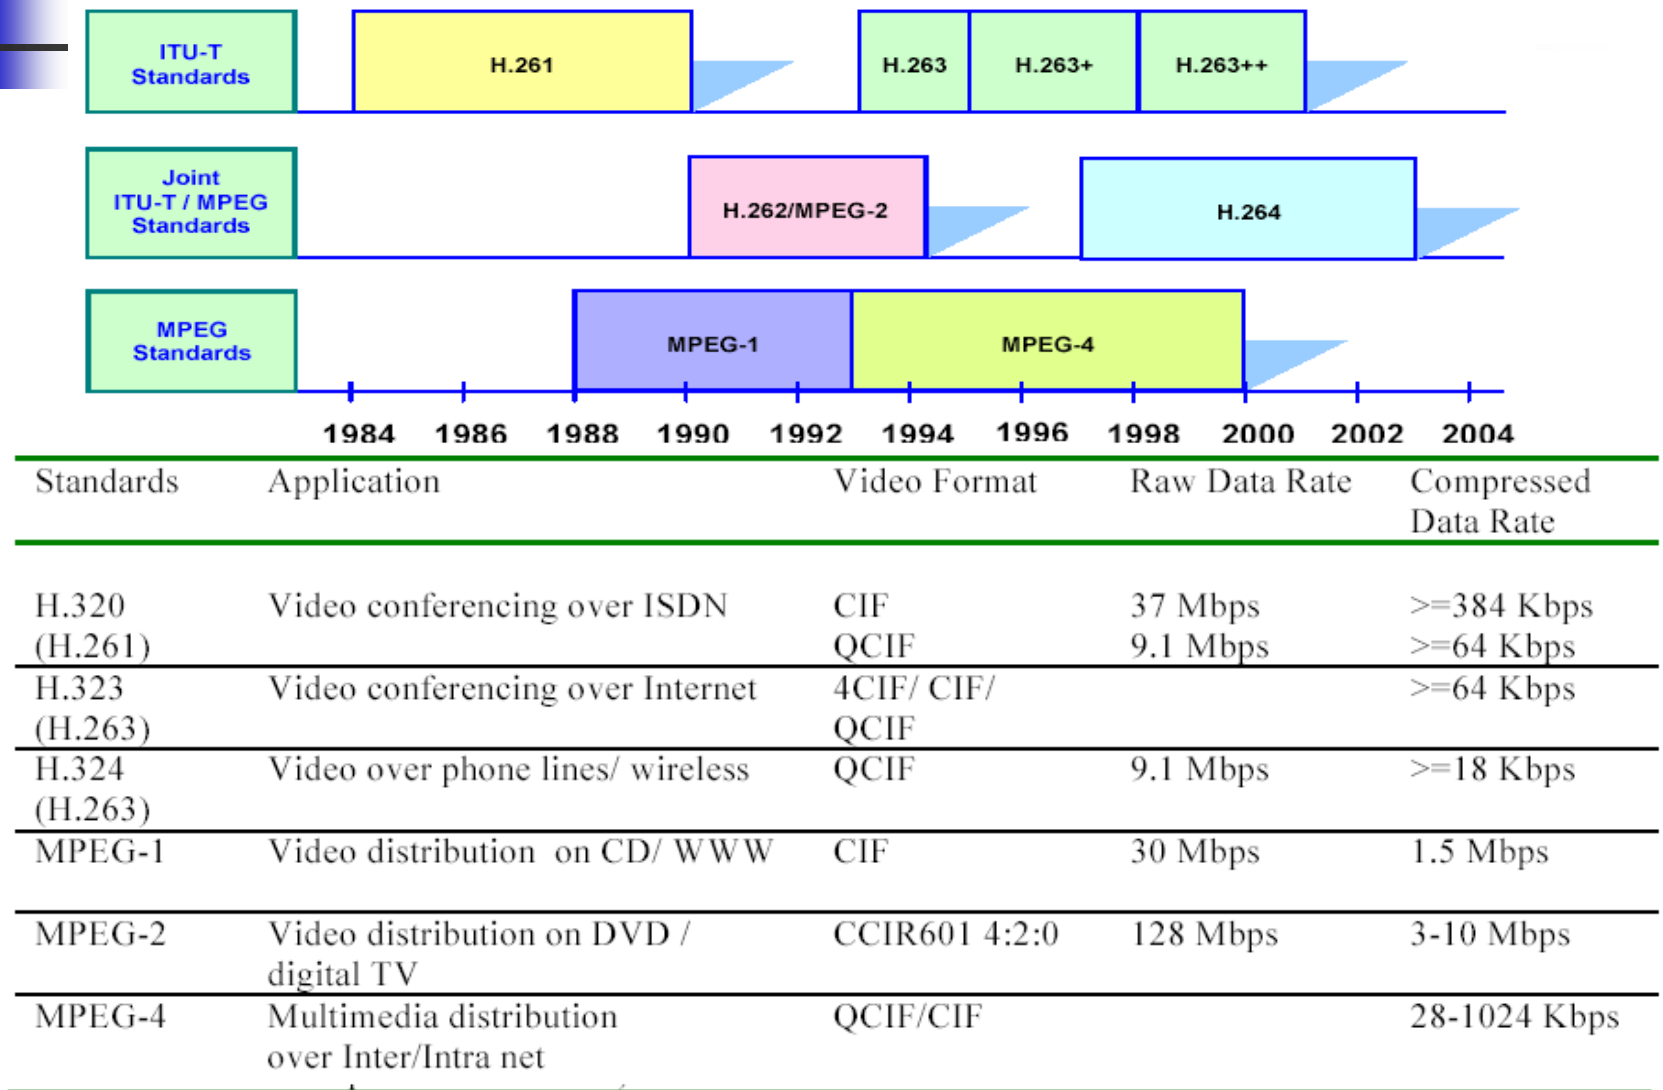 ITU-T
Standards
H.261
H.263
H.263+
H.263++
Joint
ITU-T / MPEG
Standards
H.262/MPEG-2
H.264
MPEG
Standards
MPEG-1
MPEG-4
1984 1986 1988 1990 1992 1994 1996 1998 2000 2002 2004
Standards Application Video Format Raw Data Rate Compressed
Data Rate
H.320 Video conferencing over ISDN CIF 37 Mbps >=384 Kbps
(H.261) QCIF 9.1 Mbps >=64 Kbps
H.323 Video conferencing over Internet 4CIF/ CIF/ >=64 Kbps
(H.263) QCIF
H.324 Video over phone lines/ wireless QCIF 9.1 Mbps >=18 Kbps
(H.263)
MPEG-1 Video distribution on CD/ WWW CIF 30 Mbps 1.5 Mbps
MPEG-2 Video distribution on DVD / CCIR601 4:2:0 128 Mbps 3-10 Mbps
digital TV
MPEG-4 Multimedia distribution QCIF/CIF 28-1024 Kbps
over Inter/Intra net